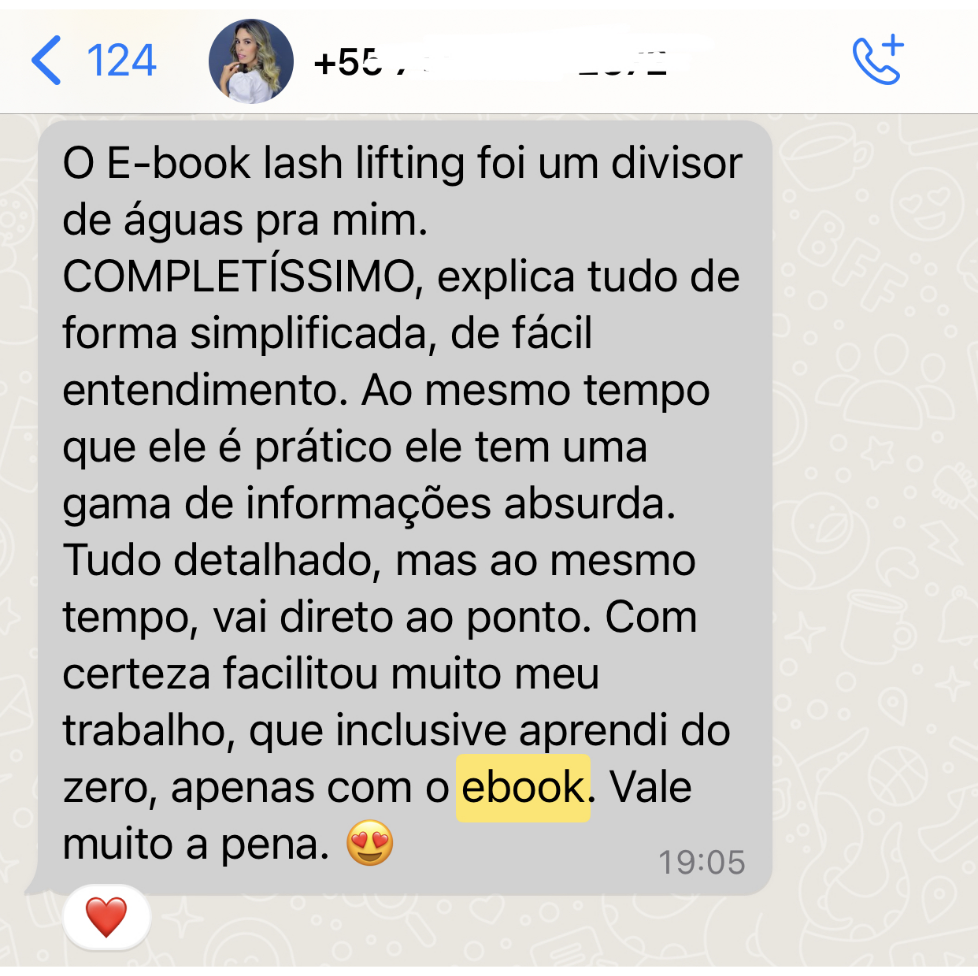 124
+55
O E-book lash lifting foi um divisor
de águas pra mim.
COMPLETÍSSIMO, explica tudo de
forma simplificada, de fácil
entendimento. Ao mesmo tempo
que ele é prático ele tem uma
gama de informações absurda.
Tudo detalhado, mas ao mesmo
tempo, vai direto ao ponto. Com
certeza facilitou muito meu
trabalho, que inclusive aprendi do
zero, apenas com o ebook. Vale
muito a pena. 😍
19:05
❤️